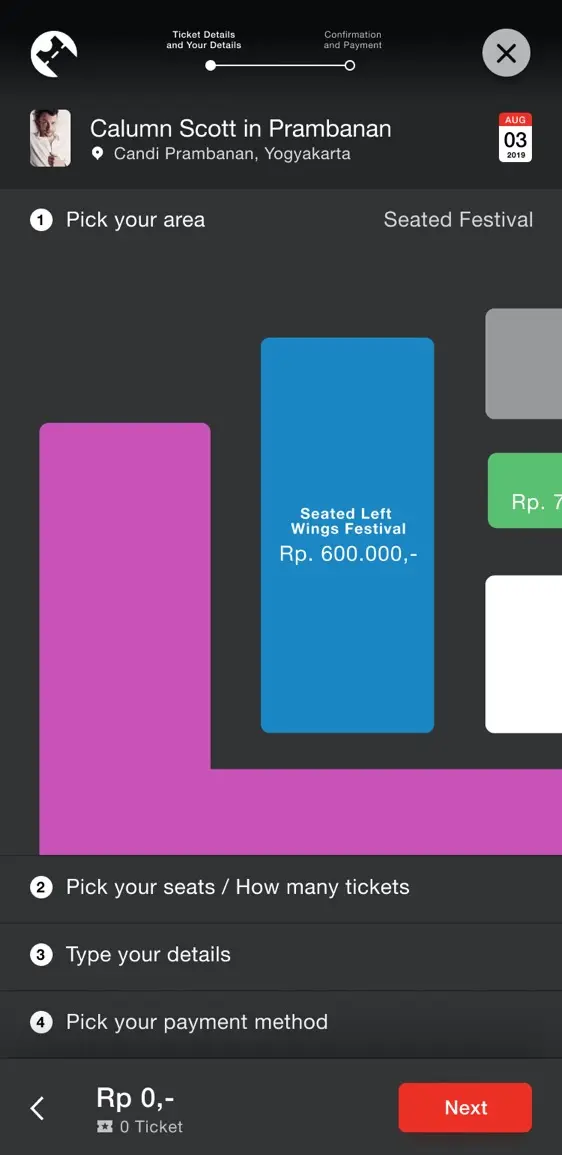 Ticket Details
and Your Details
Confirmation
and Payment
Calumn Scott in Prambanan
Candi Prambanan, Yogyakarta
AUG
03
2019
1 Pick your area
Seated Festival
Seated Left
Wings Festival
Rp. 600.000,-
Rp. 7
2 Pick your seats / How many tickets
3 Type your details
4 Pick your payment method
Rp 0,-
0 Ticket
Next